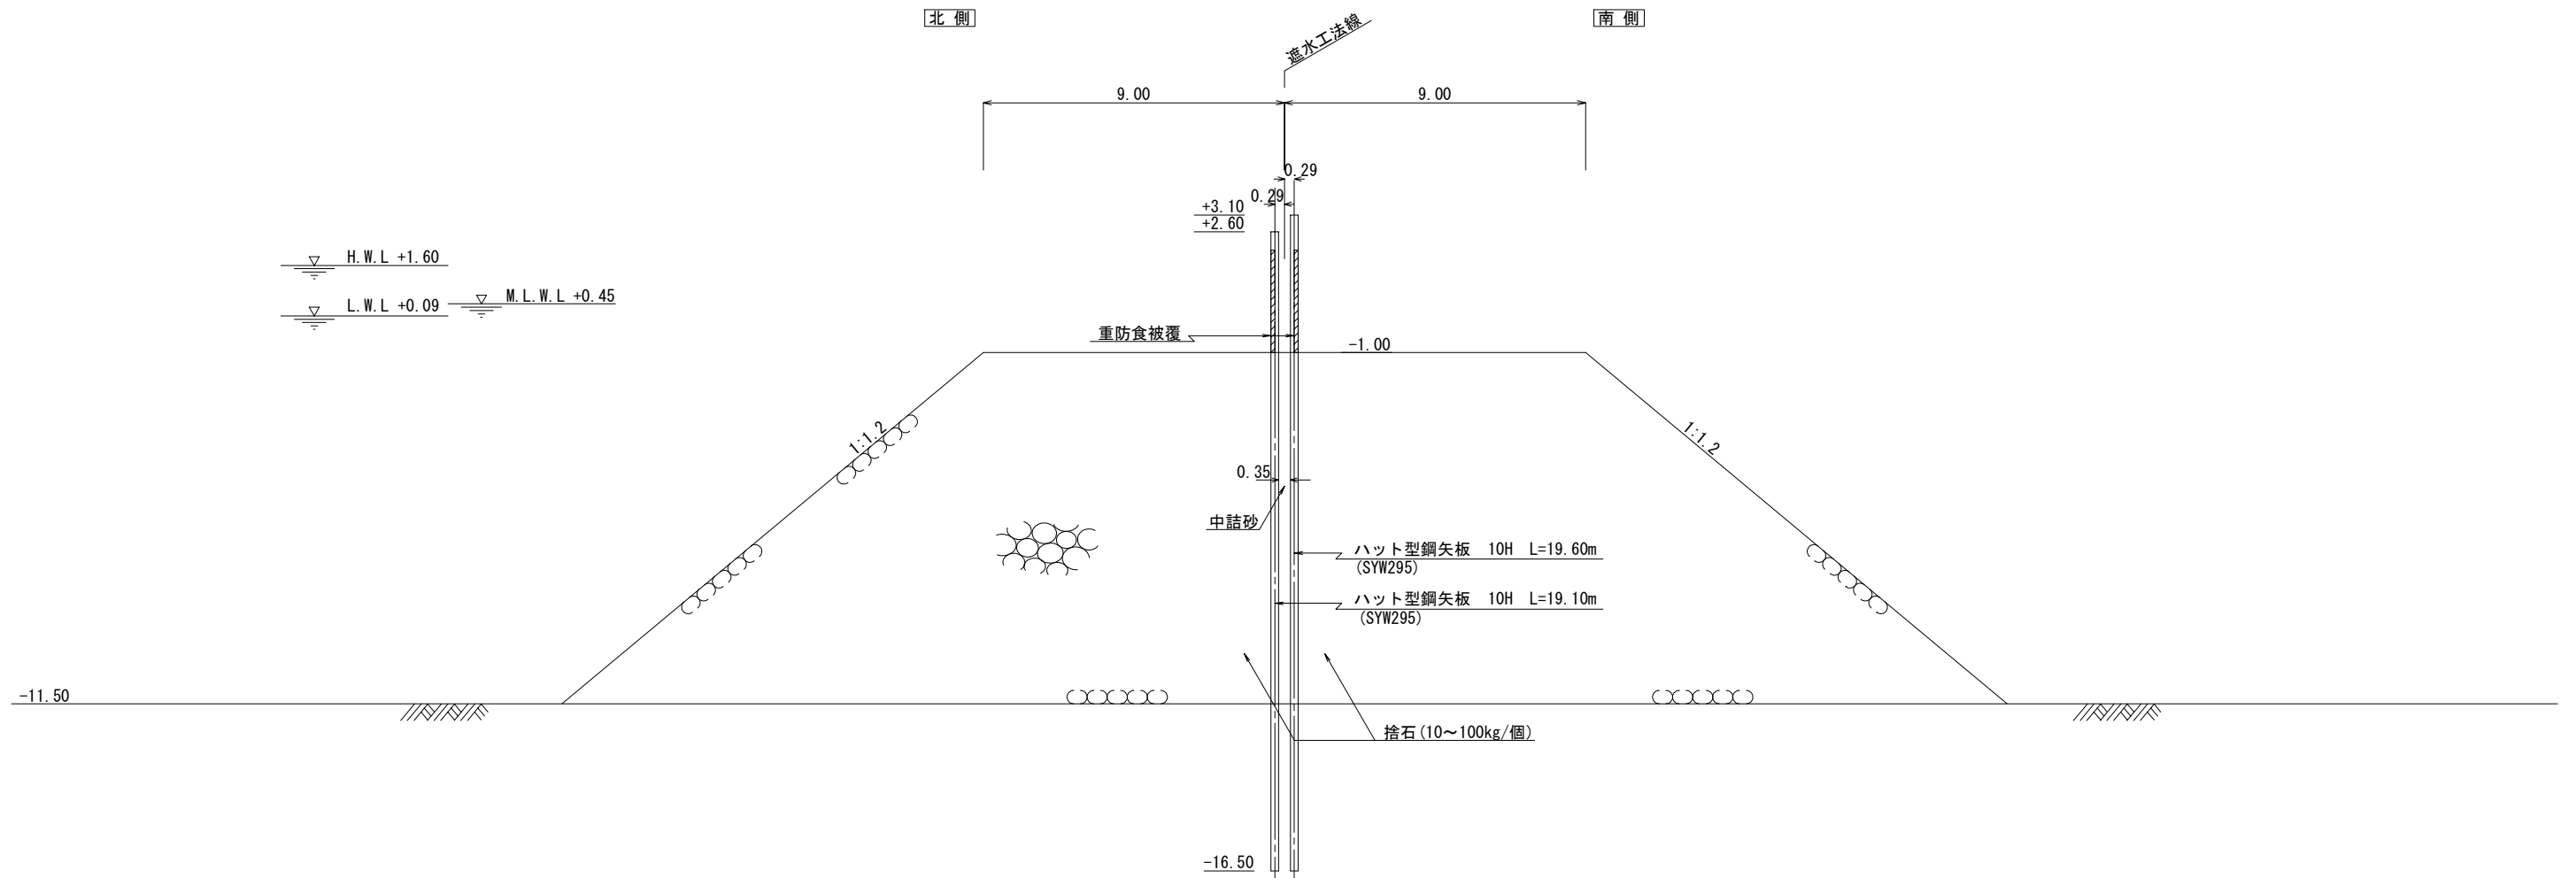 北 側
南 側
遮水工法線
9.00
9.00
0.29
0.29
+3.10
+2.60
H.W.L +1.60
M.L.W.L +0.45
L.W.L +0.09
重防食被覆
-1.00
1:1.2
1:1.2
0.35
中詰砂
ハット型鋼矢板 10H L=19.60m
(SYW295)
ハット型鋼矢板 10H L=19.10m
(SYW295)
-11.50
捨石(10～100kg/個)
-16.50